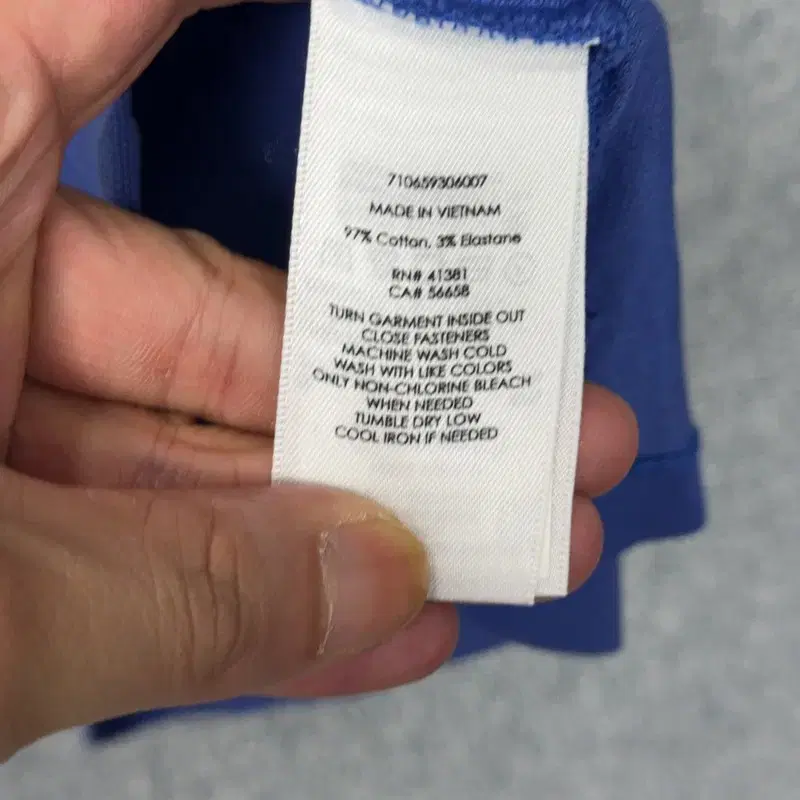 710659306007
MADE IN VIETNAM
97% Cotton, 3% Elastane
RN# 41381
CA# 56658
TURN GARMENT INSIDE OUT
CLOSE FASTENERS
MACHINE WASH COLD
WASH WITH LIKE COLORS
ONLY NON-CHLORINE BLEACH
WHEN NEEDED
TUMBLE DRY LOW
COOL IRON IF NEEDED